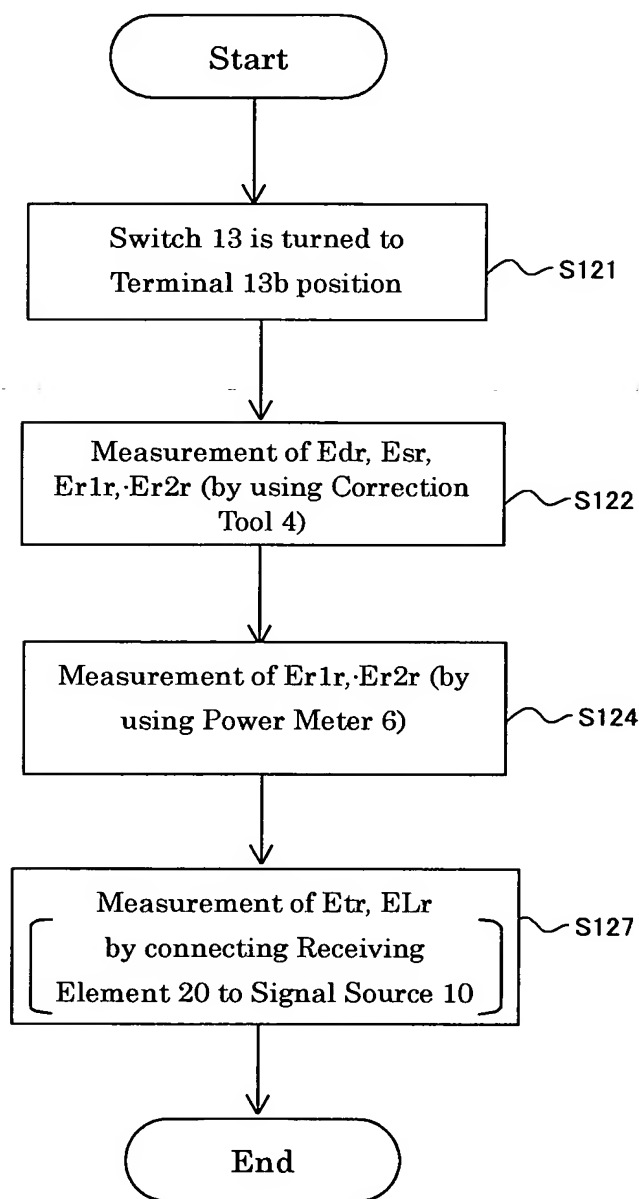 Start
Switch 13 is turned to
Terminal 13b position
S121
Measurement of Edr, Esr,
Er1r,·Er2r (by using Correction
Tool 4)
S122
Measurement of Er1r,·Er2r (by
using Power Meter 6)
S124
Measurement of Etr, ELr
by connecting Receiving
Element 20 to Signal Source 10
S127
End